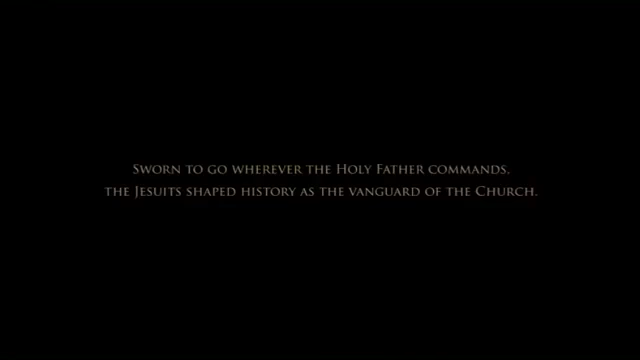 Sworn to go wherever the Holy Father commands,
the Jesuits shaped history as the vanguard of the Church.